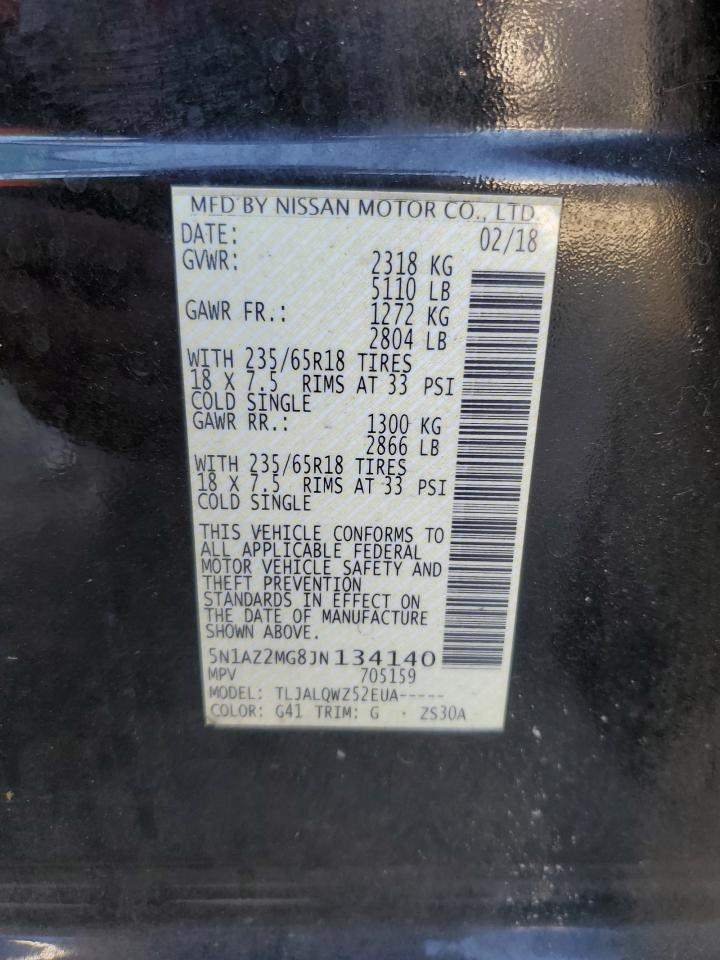 MFD BY NISSAN MOTOR CO., LTD.
DATE: 02/18
GVWR: 2318 KG
5110 LB
GAWR FR.: 1272 KG
2804 LB
WITH 235/65R18 TIRES
18 X 7.5 RIMS AT 33 PSI
COLD SINGLE
GAWR RR.: 1300 KG
2866 LB
WITH 235/65R18 TIRES
18 X 7.5 RIMS AT 33 PSI
COLD SINGLE
THIS VEHICLE CONFORMS TO
ALL APPLICABLE FEDERAL
MOTOR VEHICLE SAFETY AND
THEFT PREVENTION
STANDARDS IN EFFECT ON
THE DATE OF MANUFACTURE
SHOWN ABOVE.
5N1AZ2MG8JN134140
MPV 705159
MODEL: TLJALQWZ52EUA-----
COLOR: G41 TRIM: G · ZS30A